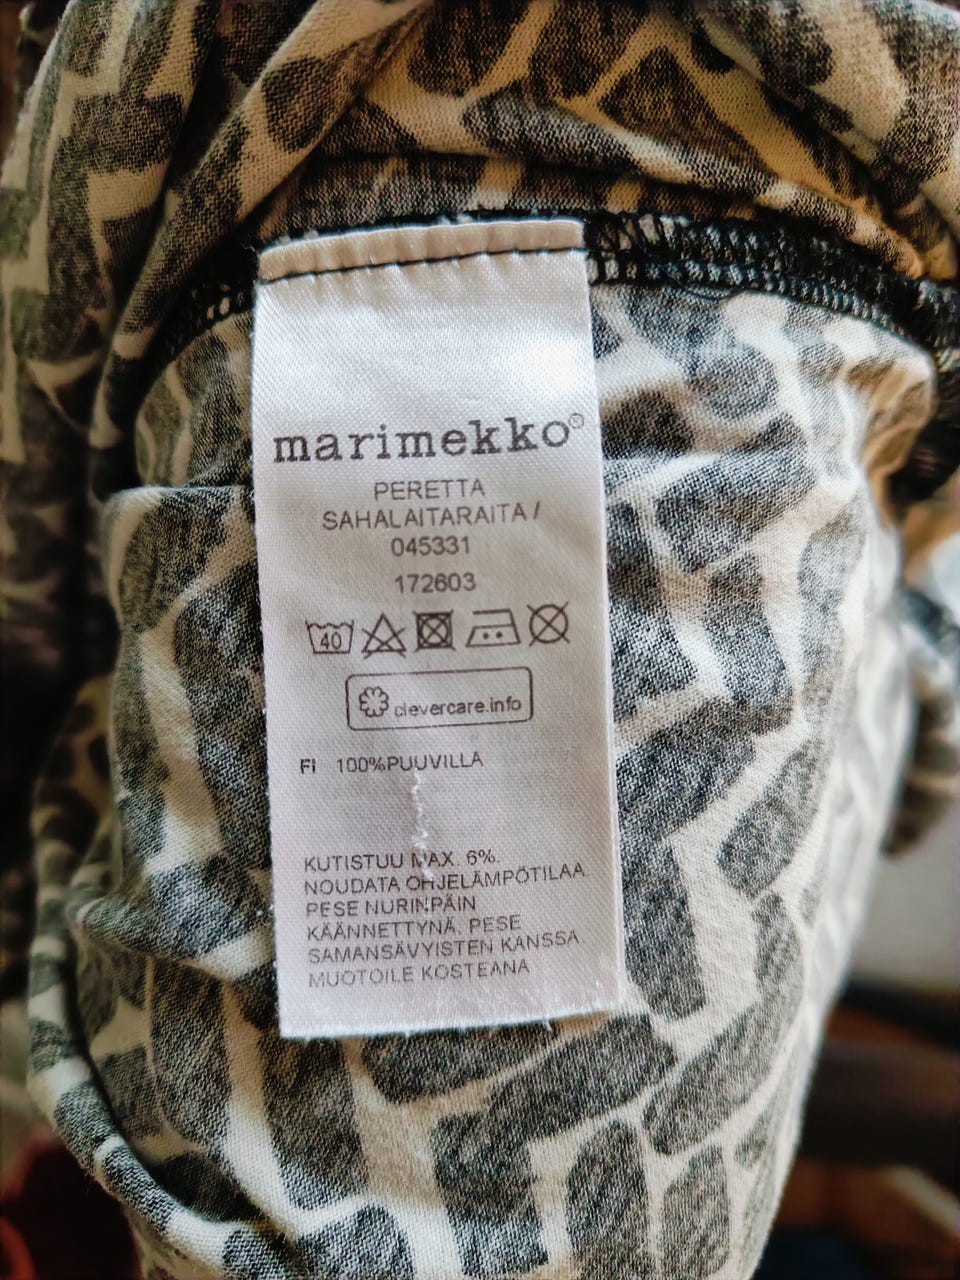 marimekko®
PERETTA
SAHALAITARAITA /
045331
172603
40
clevercare.info
FI 100%PUUVILLA
KUTISTUU MAX. 6%.
NOUDATA OHJELÄMPÖTILAA.
PESE NURINPÄIN
KÄÄNNETTYNÄ. PESE
SAMANSÄVYISTEN KANSSA.
MUOTOILE KOSTEANA